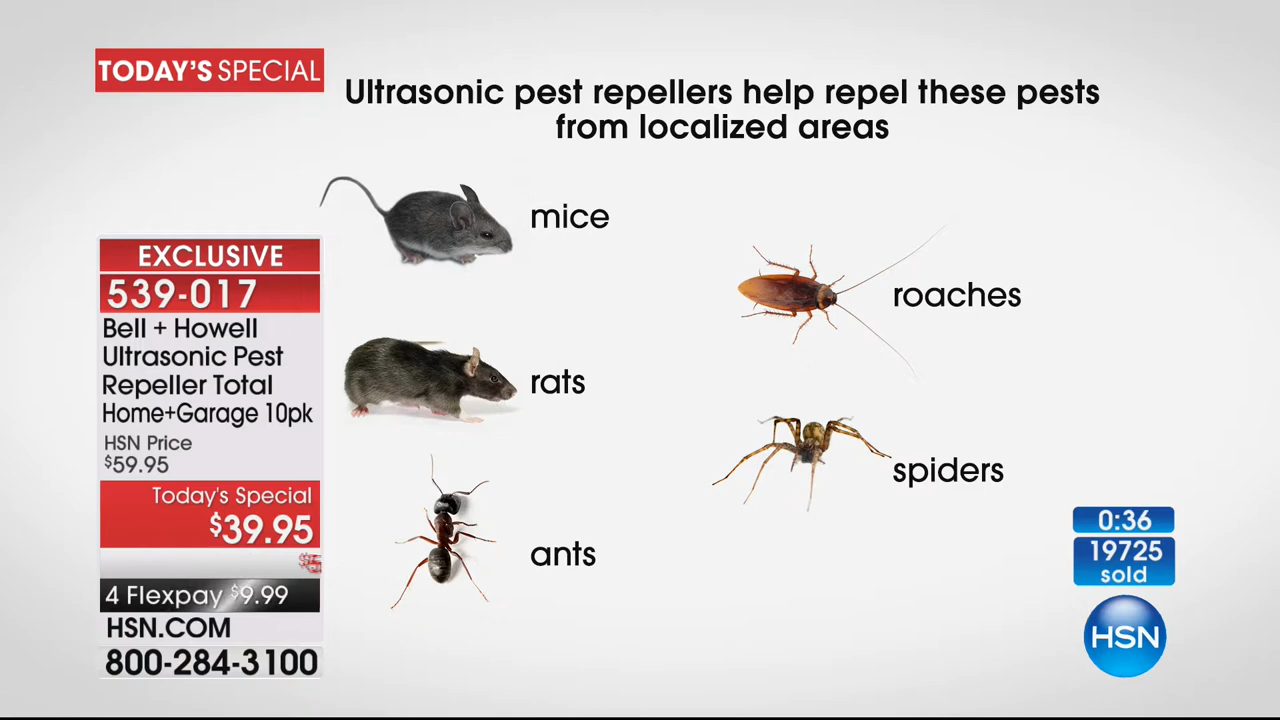 TODAY'S SPECIAL
Ultrasonic pest repellers help repel these pests
from localized areas
mice
roaches
rats
spiders
ants
EXCLUSIVE
539-017
Bell + Howell
Ultrasonic Pest
Repeller Total
Home+Garage 10pk
HSN Price
$59.95
Today's Special
$39.95
4 Flexpay $9.99
HSN.COM
800-284-3100
0:36
19725
sold
HSN